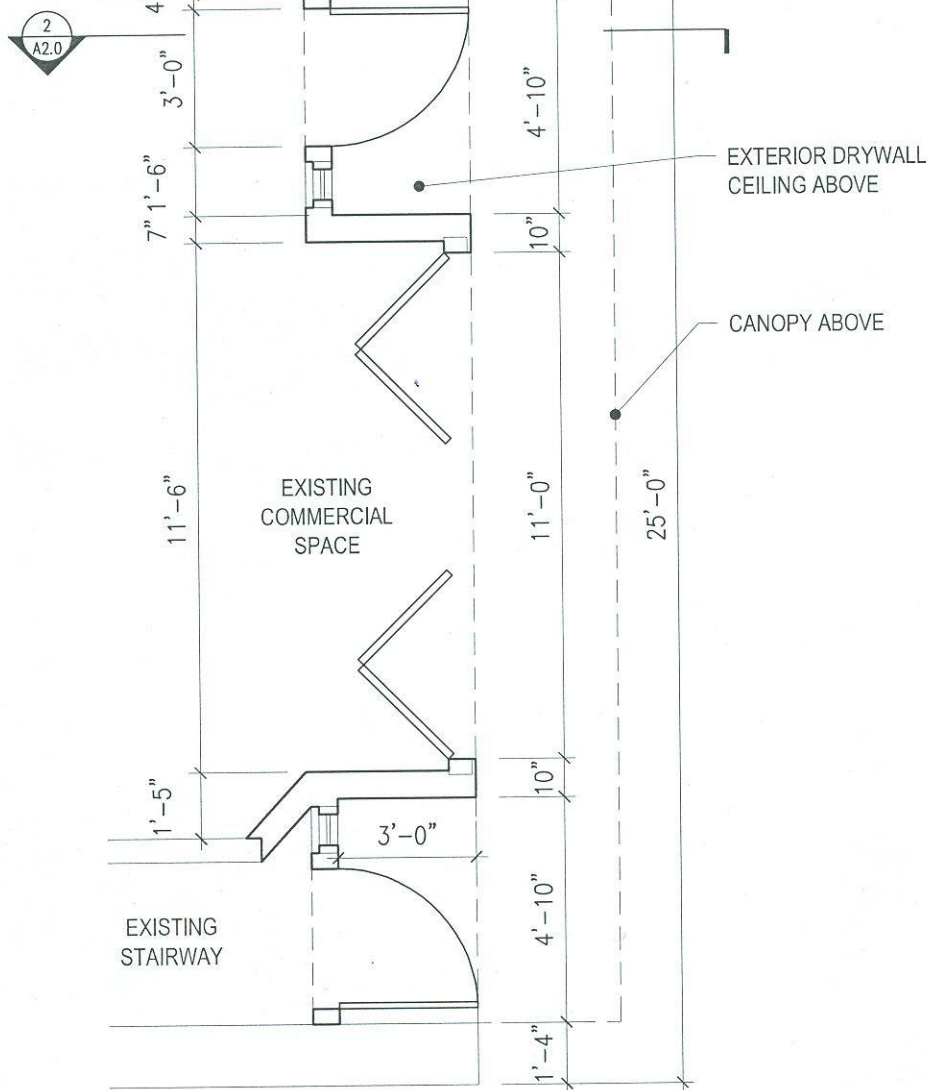 4
2
A2.0
3'-0"
4'-10"
EXTERIOR DRYWALL
CEILING ABOVE
1'-6"
7"
10"
CANOPY ABOVE
11'-6"
EXISTING
COMMERCIAL
SPACE
11'-0"
25'-0"
1'-5"
10"
3'-0"
4'-10"
EXISTING
STAIRWAY
1'-4"